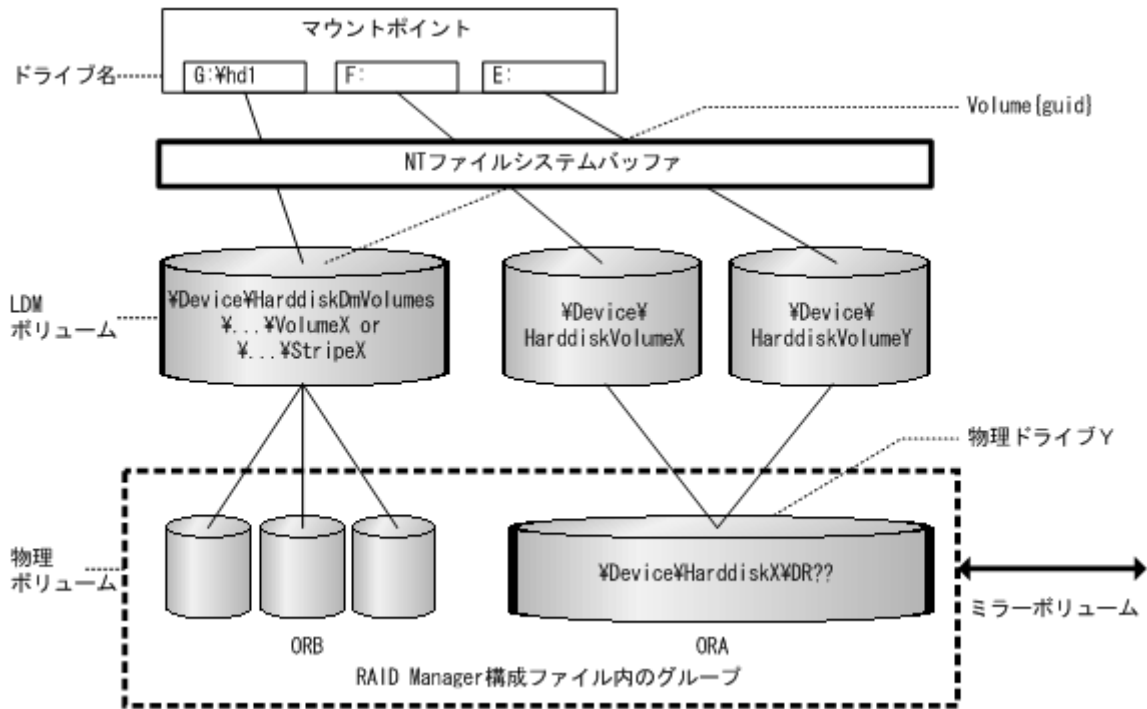 マウントポイント
ドライブ名
G:¥hd1
F:
E:
Volume{guid}
NTファイルシステムバッファ
LDM
ボリューム
¥Device¥HarddiskDmVolumes
¥...¥VolumeX or
¥...¥StripeX
¥Device¥
HarddiskVolumeX
¥Device¥
HarddiskVolumeY
物理ドライブY
物理
ボリューム
¥Device¥HarddiskX¥DR??
ミラーボリューム
ORB
ORA
RAID Manager構成ファイル内のグループ